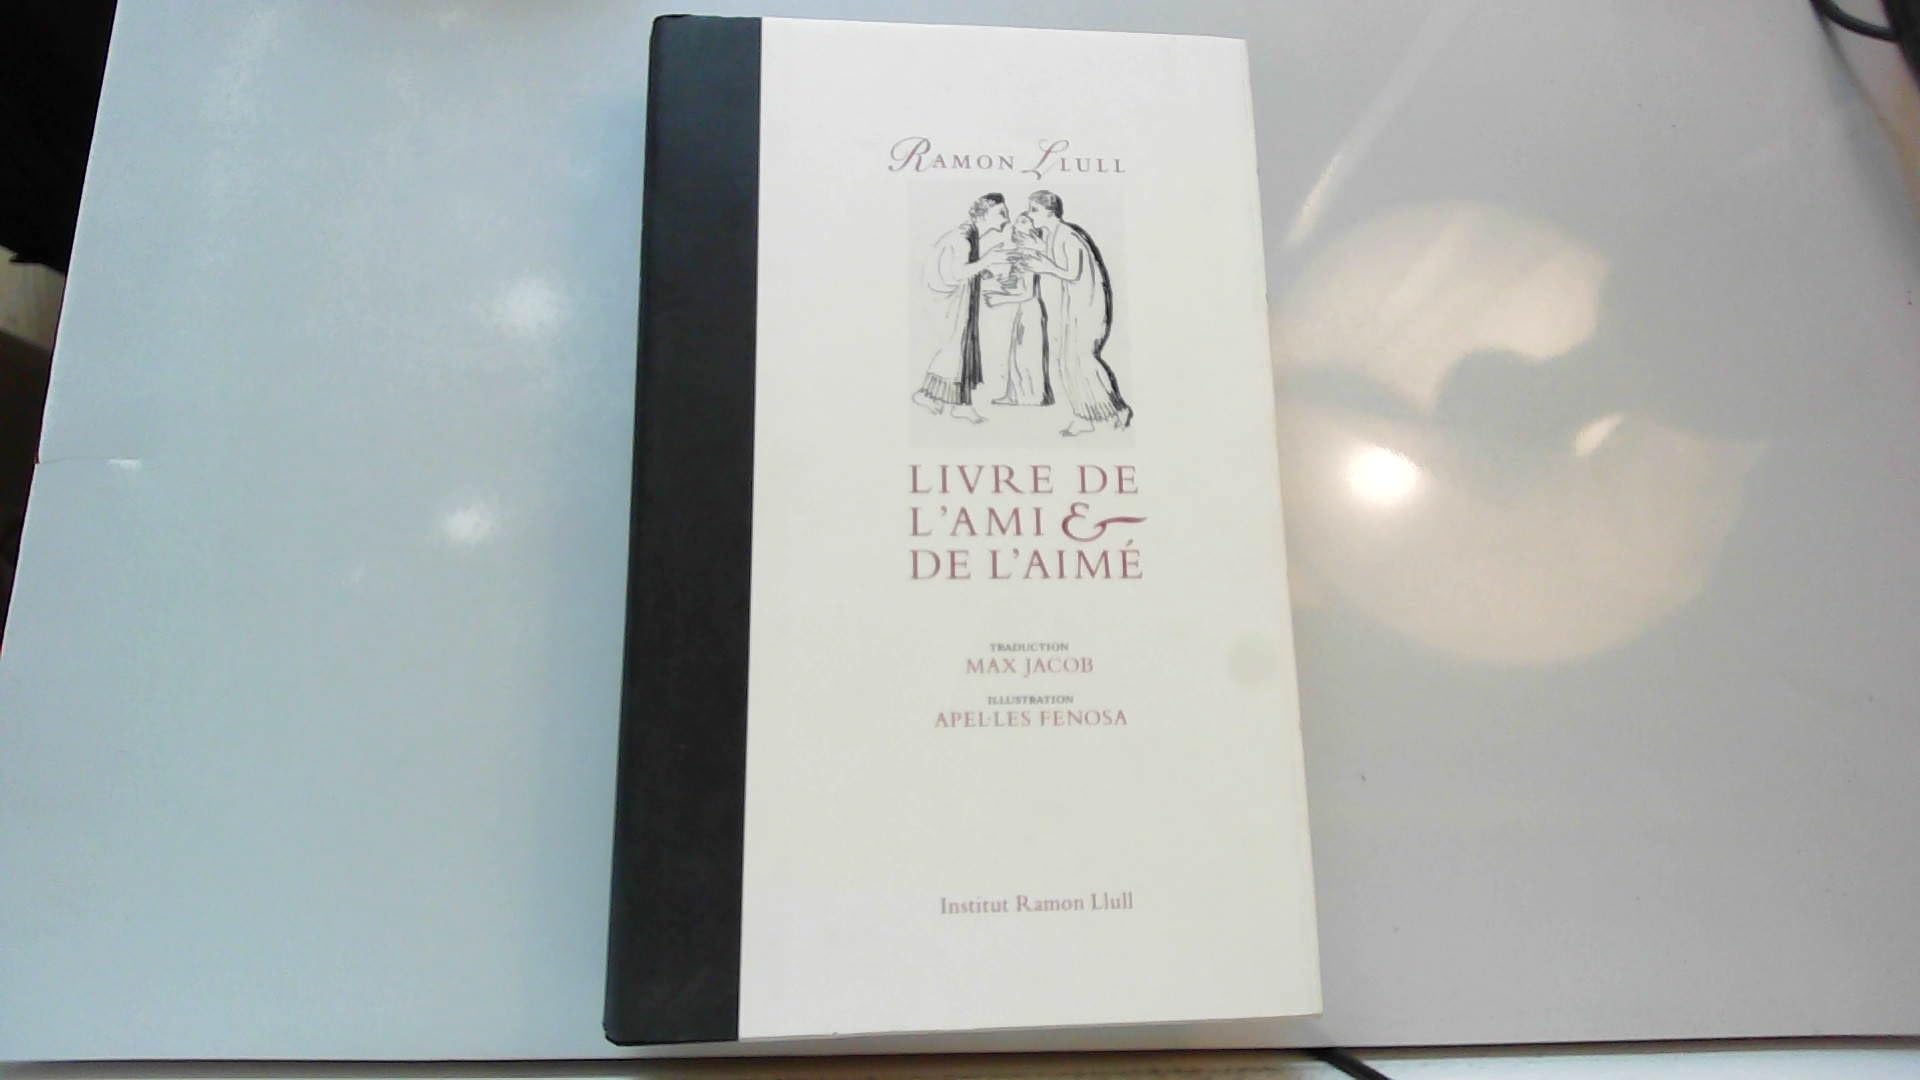 RAMON LLULL
LIVRE DE
L'AMI &
DE L'AIMÉ
TRADUCTION
MAX JACOB
ILLUSTRATION
APEL·LES FENOSA
Institut Ramon Llull